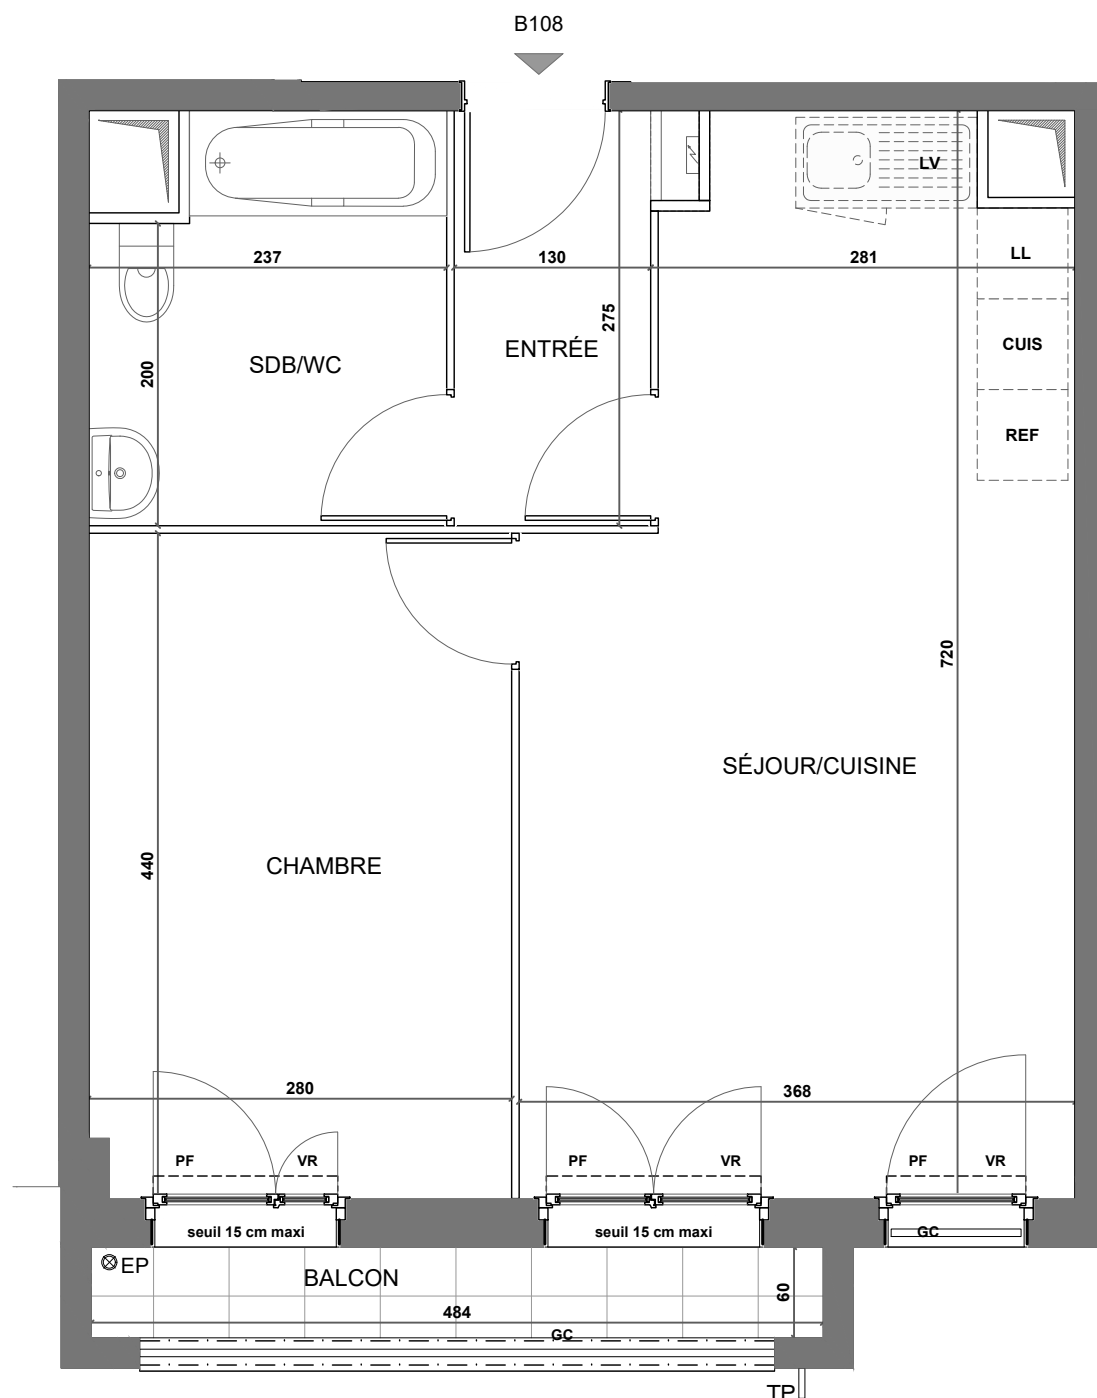 B108
LV
237
130
281
LL
275
ENTRÉE
SDB/WC
CUIS
200
REF
720
SÉJOUR/CUISINE
440
CHAMBRE
280
368
PF
VR
PF
VR
PF
VR
seuil 15 cm maxi
seuil 15 cm maxi
GC
EP
BALCON
60
484
GC
TP